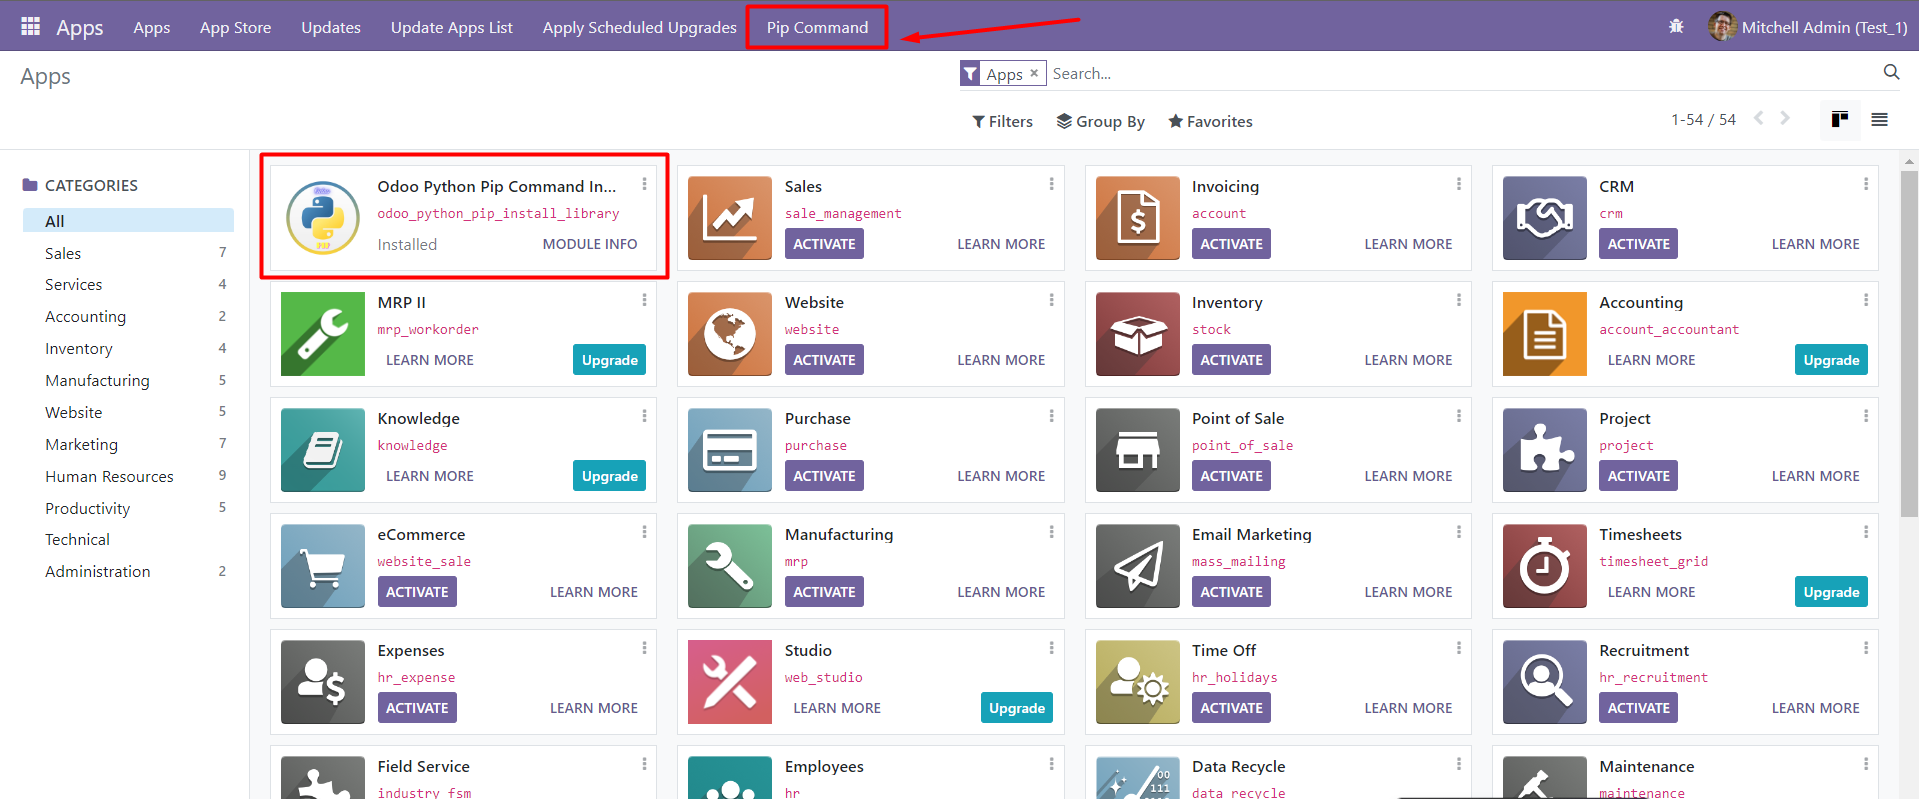 Apps Apps App Store Updates Update Apps List Apply Scheduled Upgrades Pip Command Mitchell Admin (Test_1)
Apps
Apps × Search...
Filters Group By Favorites 1-54 / 54
CATEGORIES
All
Sales 7
Services 4
Accounting 2
Inventory 4
Manufacturing 5
Website 5
Marketing 7
Human Resources 9
Productivity 5
Technical
Administration 2
Odoo Python Pip Command In...
odoo_python_pip_install_library
Installed MODULE INFO
Sales
sale_management
ACTIVATE LEARN MORE
Invoicing
account
ACTIVATE LEARN MORE
CRM
crm
ACTIVATE LEARN MORE
MRP II
mrp_workorder
LEARN MORE Upgrade
Website
website
ACTIVATE LEARN MORE
Inventory
stock
ACTIVATE LEARN MORE
Accounting
account_accountant
LEARN MORE Upgrade
Knowledge
knowledge
LEARN MORE Upgrade
Purchase
purchase
ACTIVATE LEARN MORE
Point of Sale
point_of_sale
ACTIVATE LEARN MORE
Project
project
ACTIVATE LEARN MORE
eCommerce
website_sale
ACTIVATE LEARN MORE
Manufacturing
mrp
ACTIVATE LEARN MORE
Email Marketing
mass_mailing
ACTIVATE LEARN MORE
Timesheets
timesheet_grid
LEARN MORE Upgrade
Expenses
hr_expense
ACTIVATE LEARN MORE
Studio
web_studio
LEARN MORE Upgrade
Time Off
hr_holidays
ACTIVATE LEARN MORE
Recruitment
hr_recruitment
ACTIVATE LEARN MORE
Field Service
industry_fsm
Employees
hr
Data Recycle
data_recycle
Maintenance
maintenance